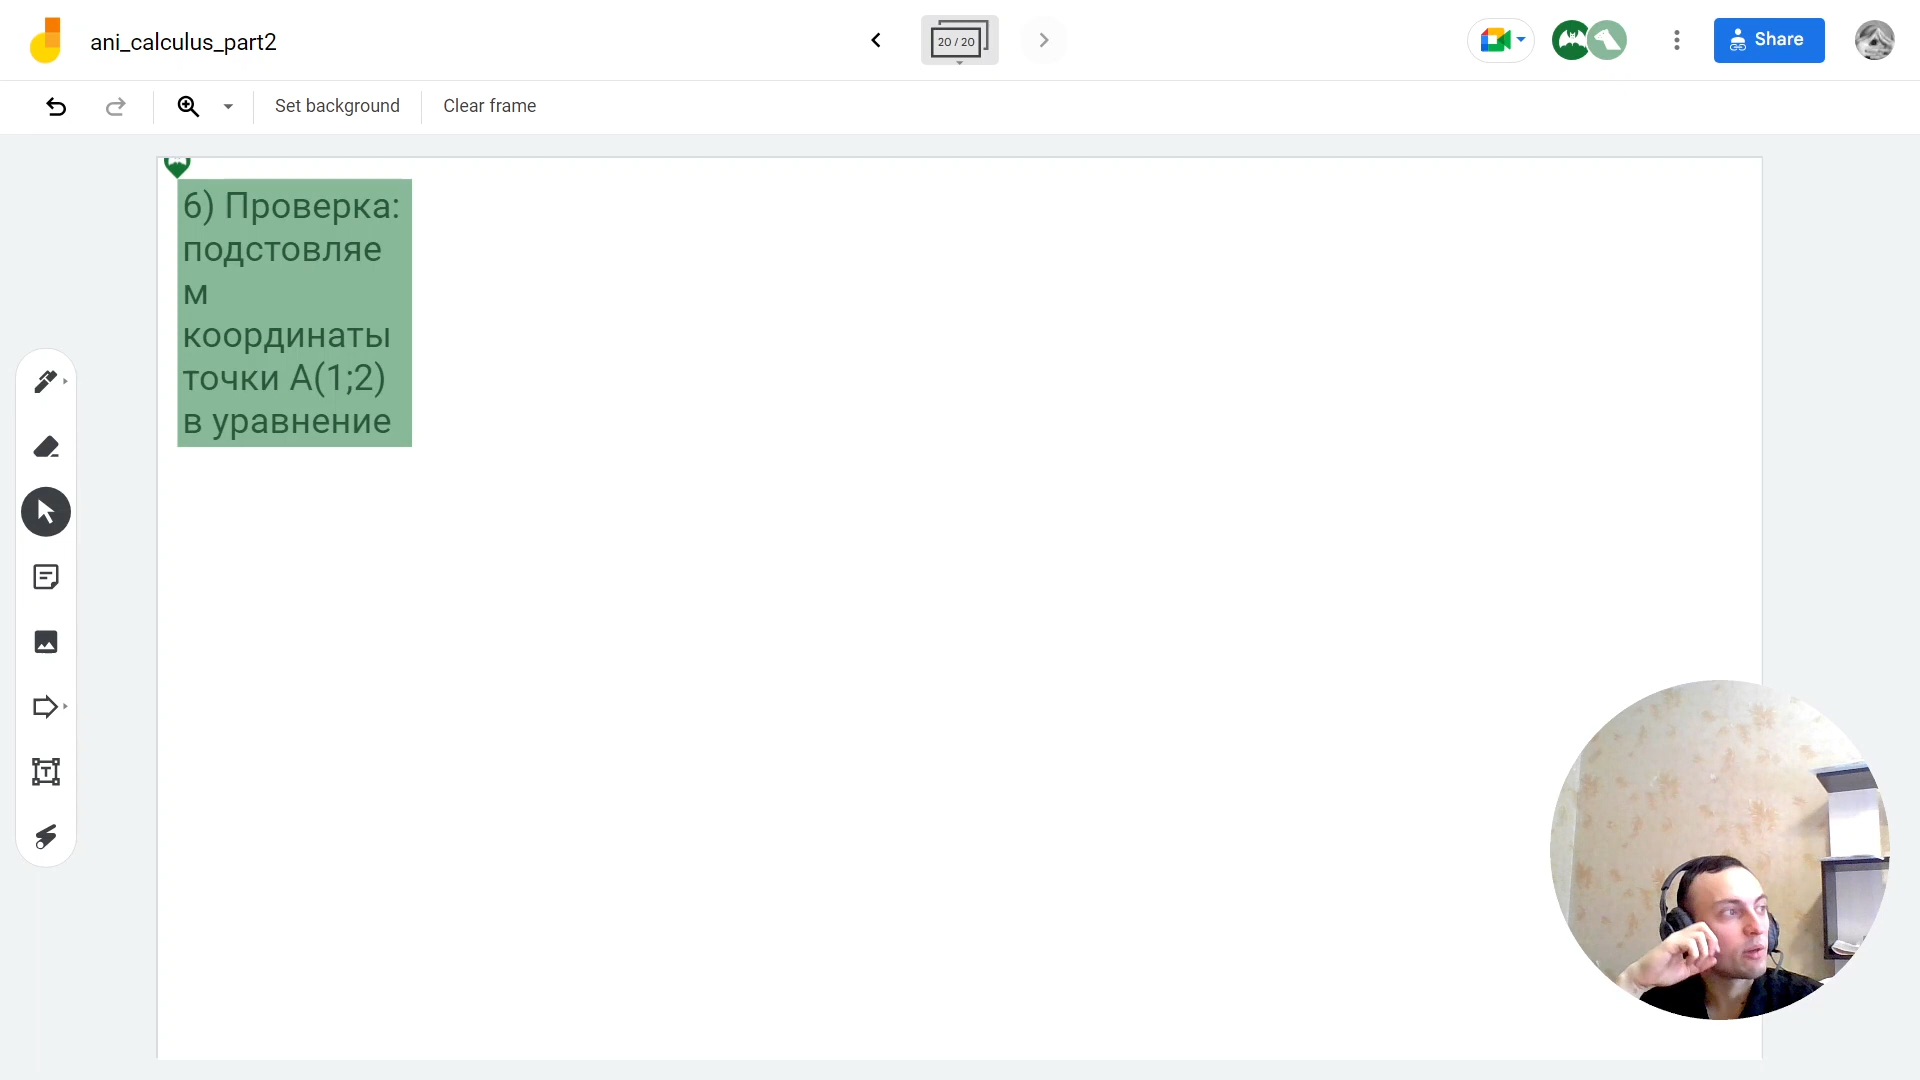 ani_calculus_part2
20 / 20
Share
Set background
Clear frame
6) Проверка:
подстовляе
м
координаты
точки А(1;2)
в уравнение